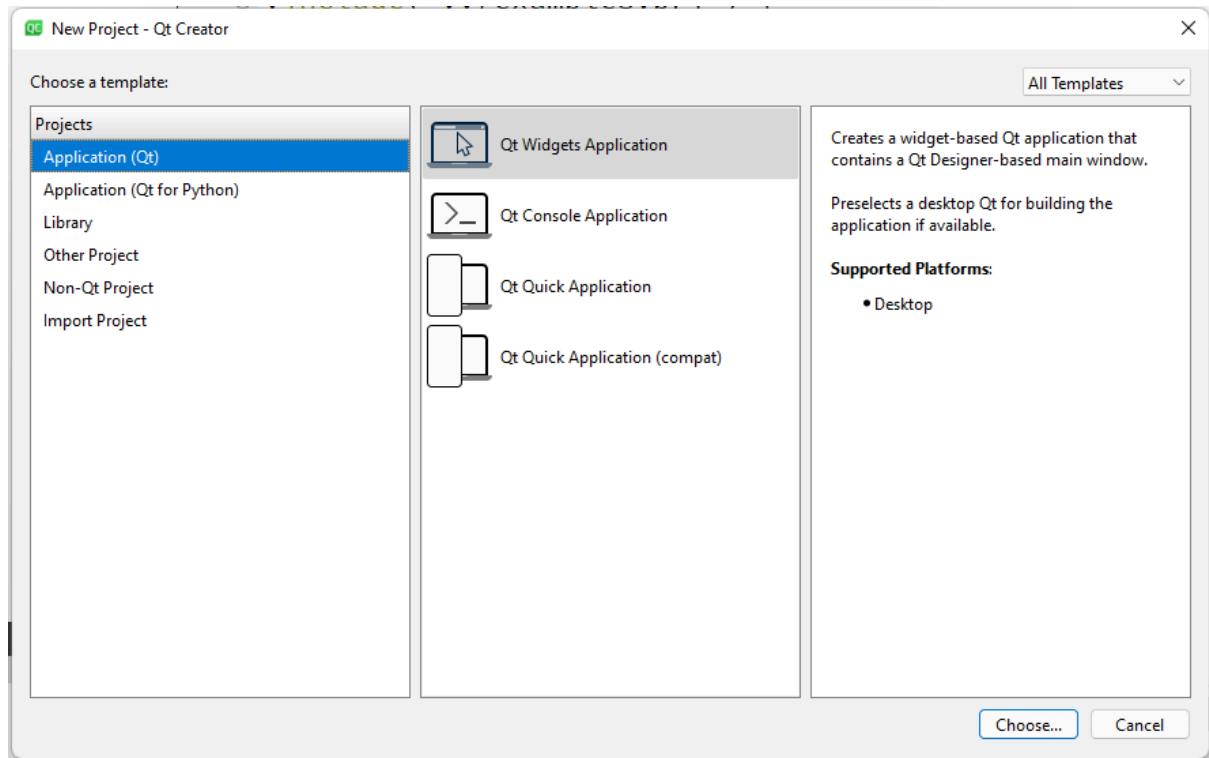 New Project - Qt Creator
Choose a template:
All Templates
Projects
Application (Qt)
Application (Qt for Python)
Library
Other Project
Non-Qt Project
Import Project
Qt Widgets Application
Qt Console Application
Qt Quick Application
Qt Quick Application (compat)
Creates a widget-based Qt application that
contains a Qt Designer-based main window.
Preselects a desktop Qt for building the
application if available.
Supported Platforms:
• Desktop
Choose...
Cancel